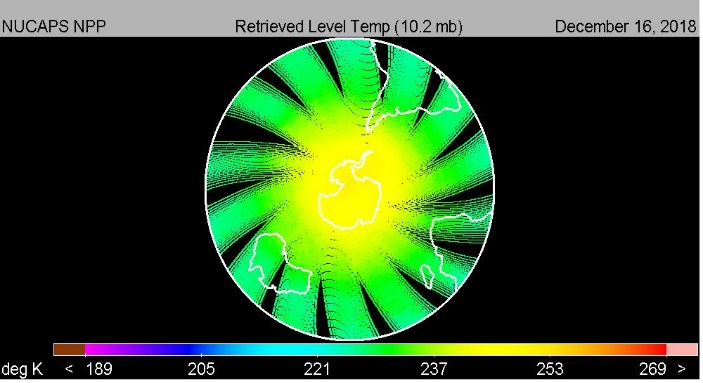 NUCAPS NPP Retrieved Level Temp (10.2 mb) December 16, 2018
deg K < 189 205 221 237 253 269 >